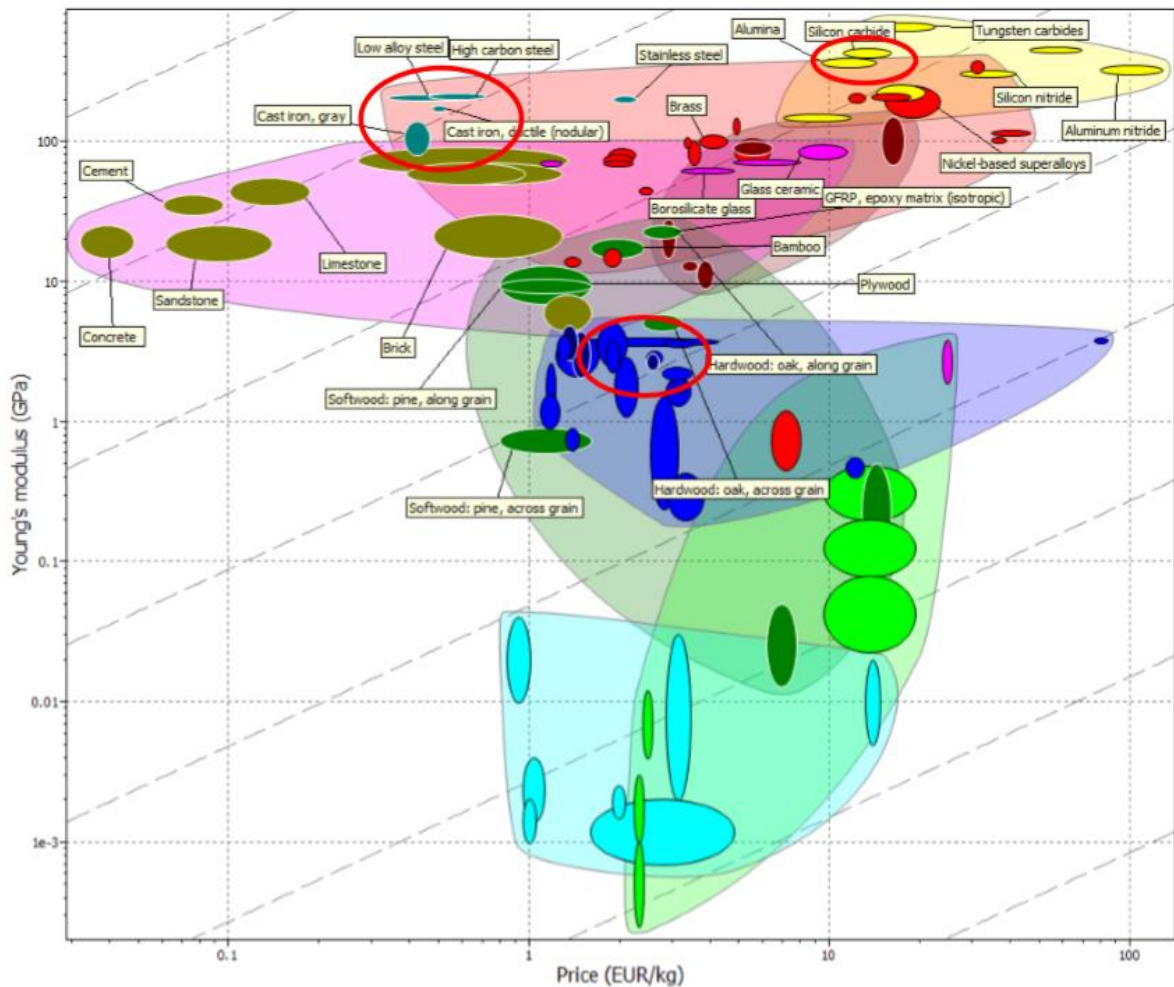 Alumina
Silicon carbide
Tungsten carbides
Low alloy steel
High carbon steel
Stainless steel
Silicon nitride
Brass
Cast iron, gray
Cast iron, ductile (nodular)
Aluminum nitride
100
Cement
Nickel-based superalloys
Glass ceramic
GFRP, epoxy matrix (isotropic)
Borosilicate glass
Bamboo
Limestone
Sandstone
10
Plywood
Concrete
Brick
Hardwood: oak, along grain
Softwood: pine, along grain
1
Hardwood: oak, across grain
Softwood: pine, across grain
Young's modulus (GPa)
0.1
0.01
1e-3
0.1
1
10
100
Price (EUR/kg)